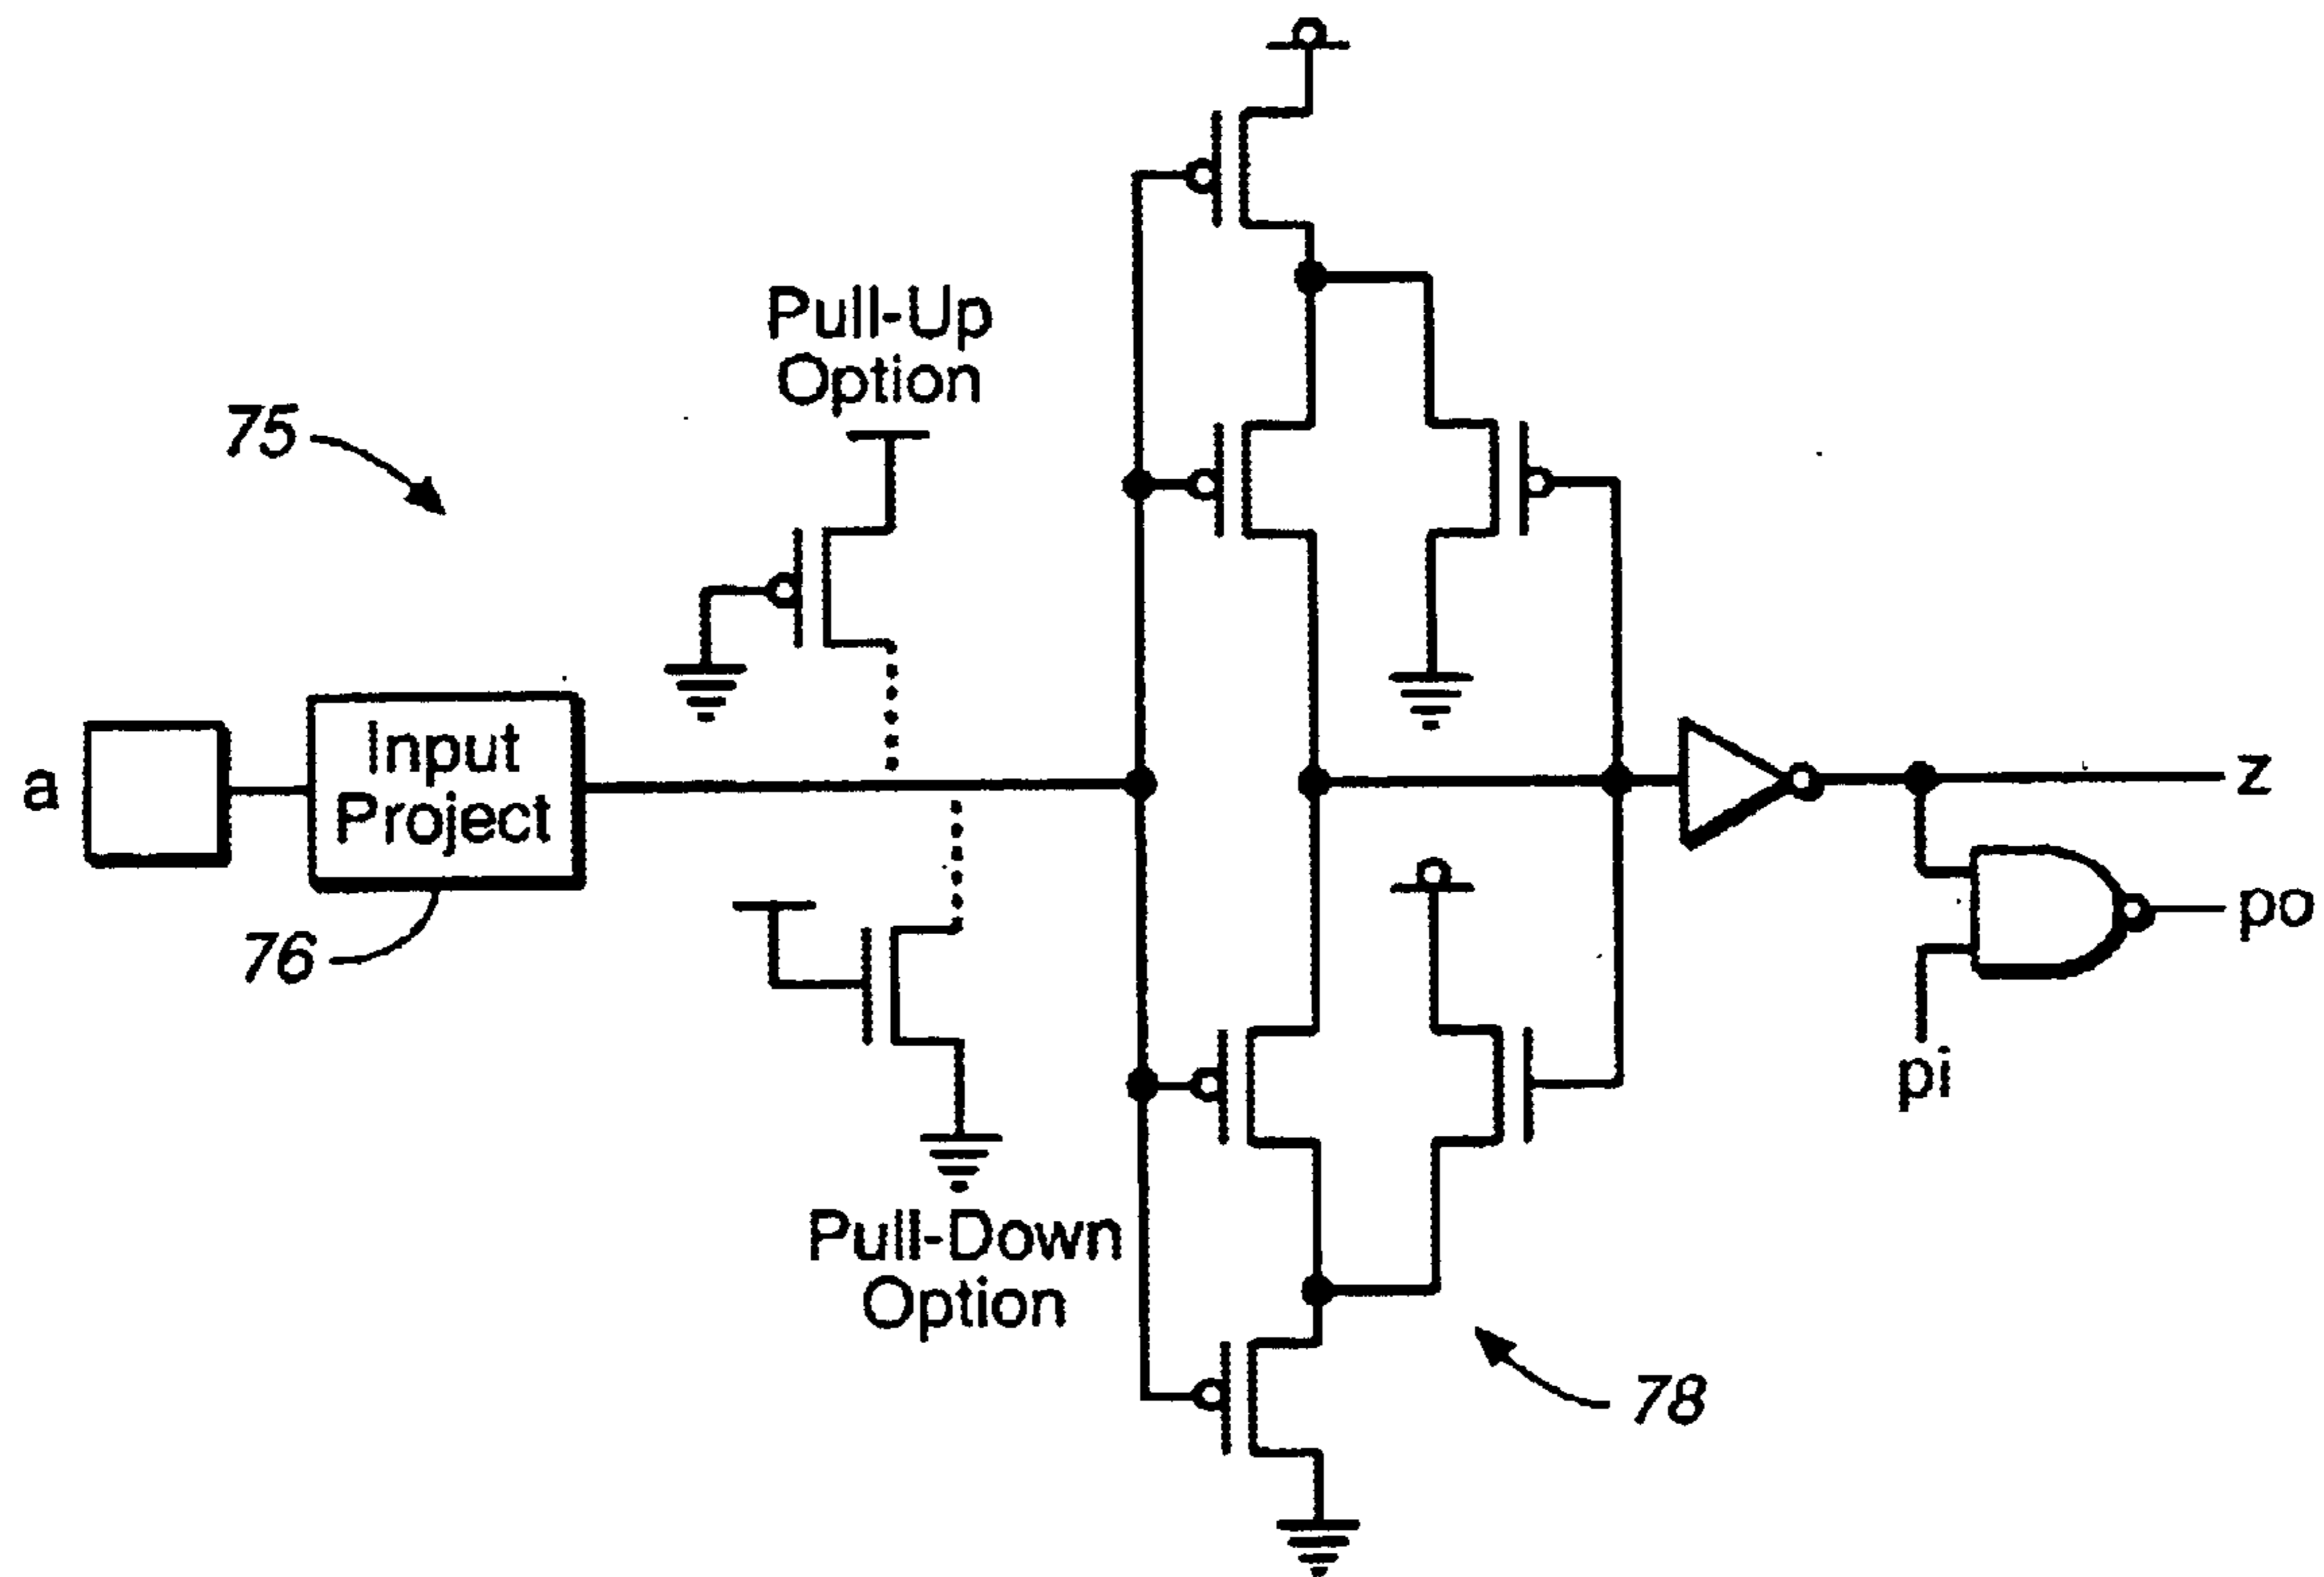 Pull-Up
Option
75
a
Input
Project
76
Pull-Down
Option
78
z
po
pi